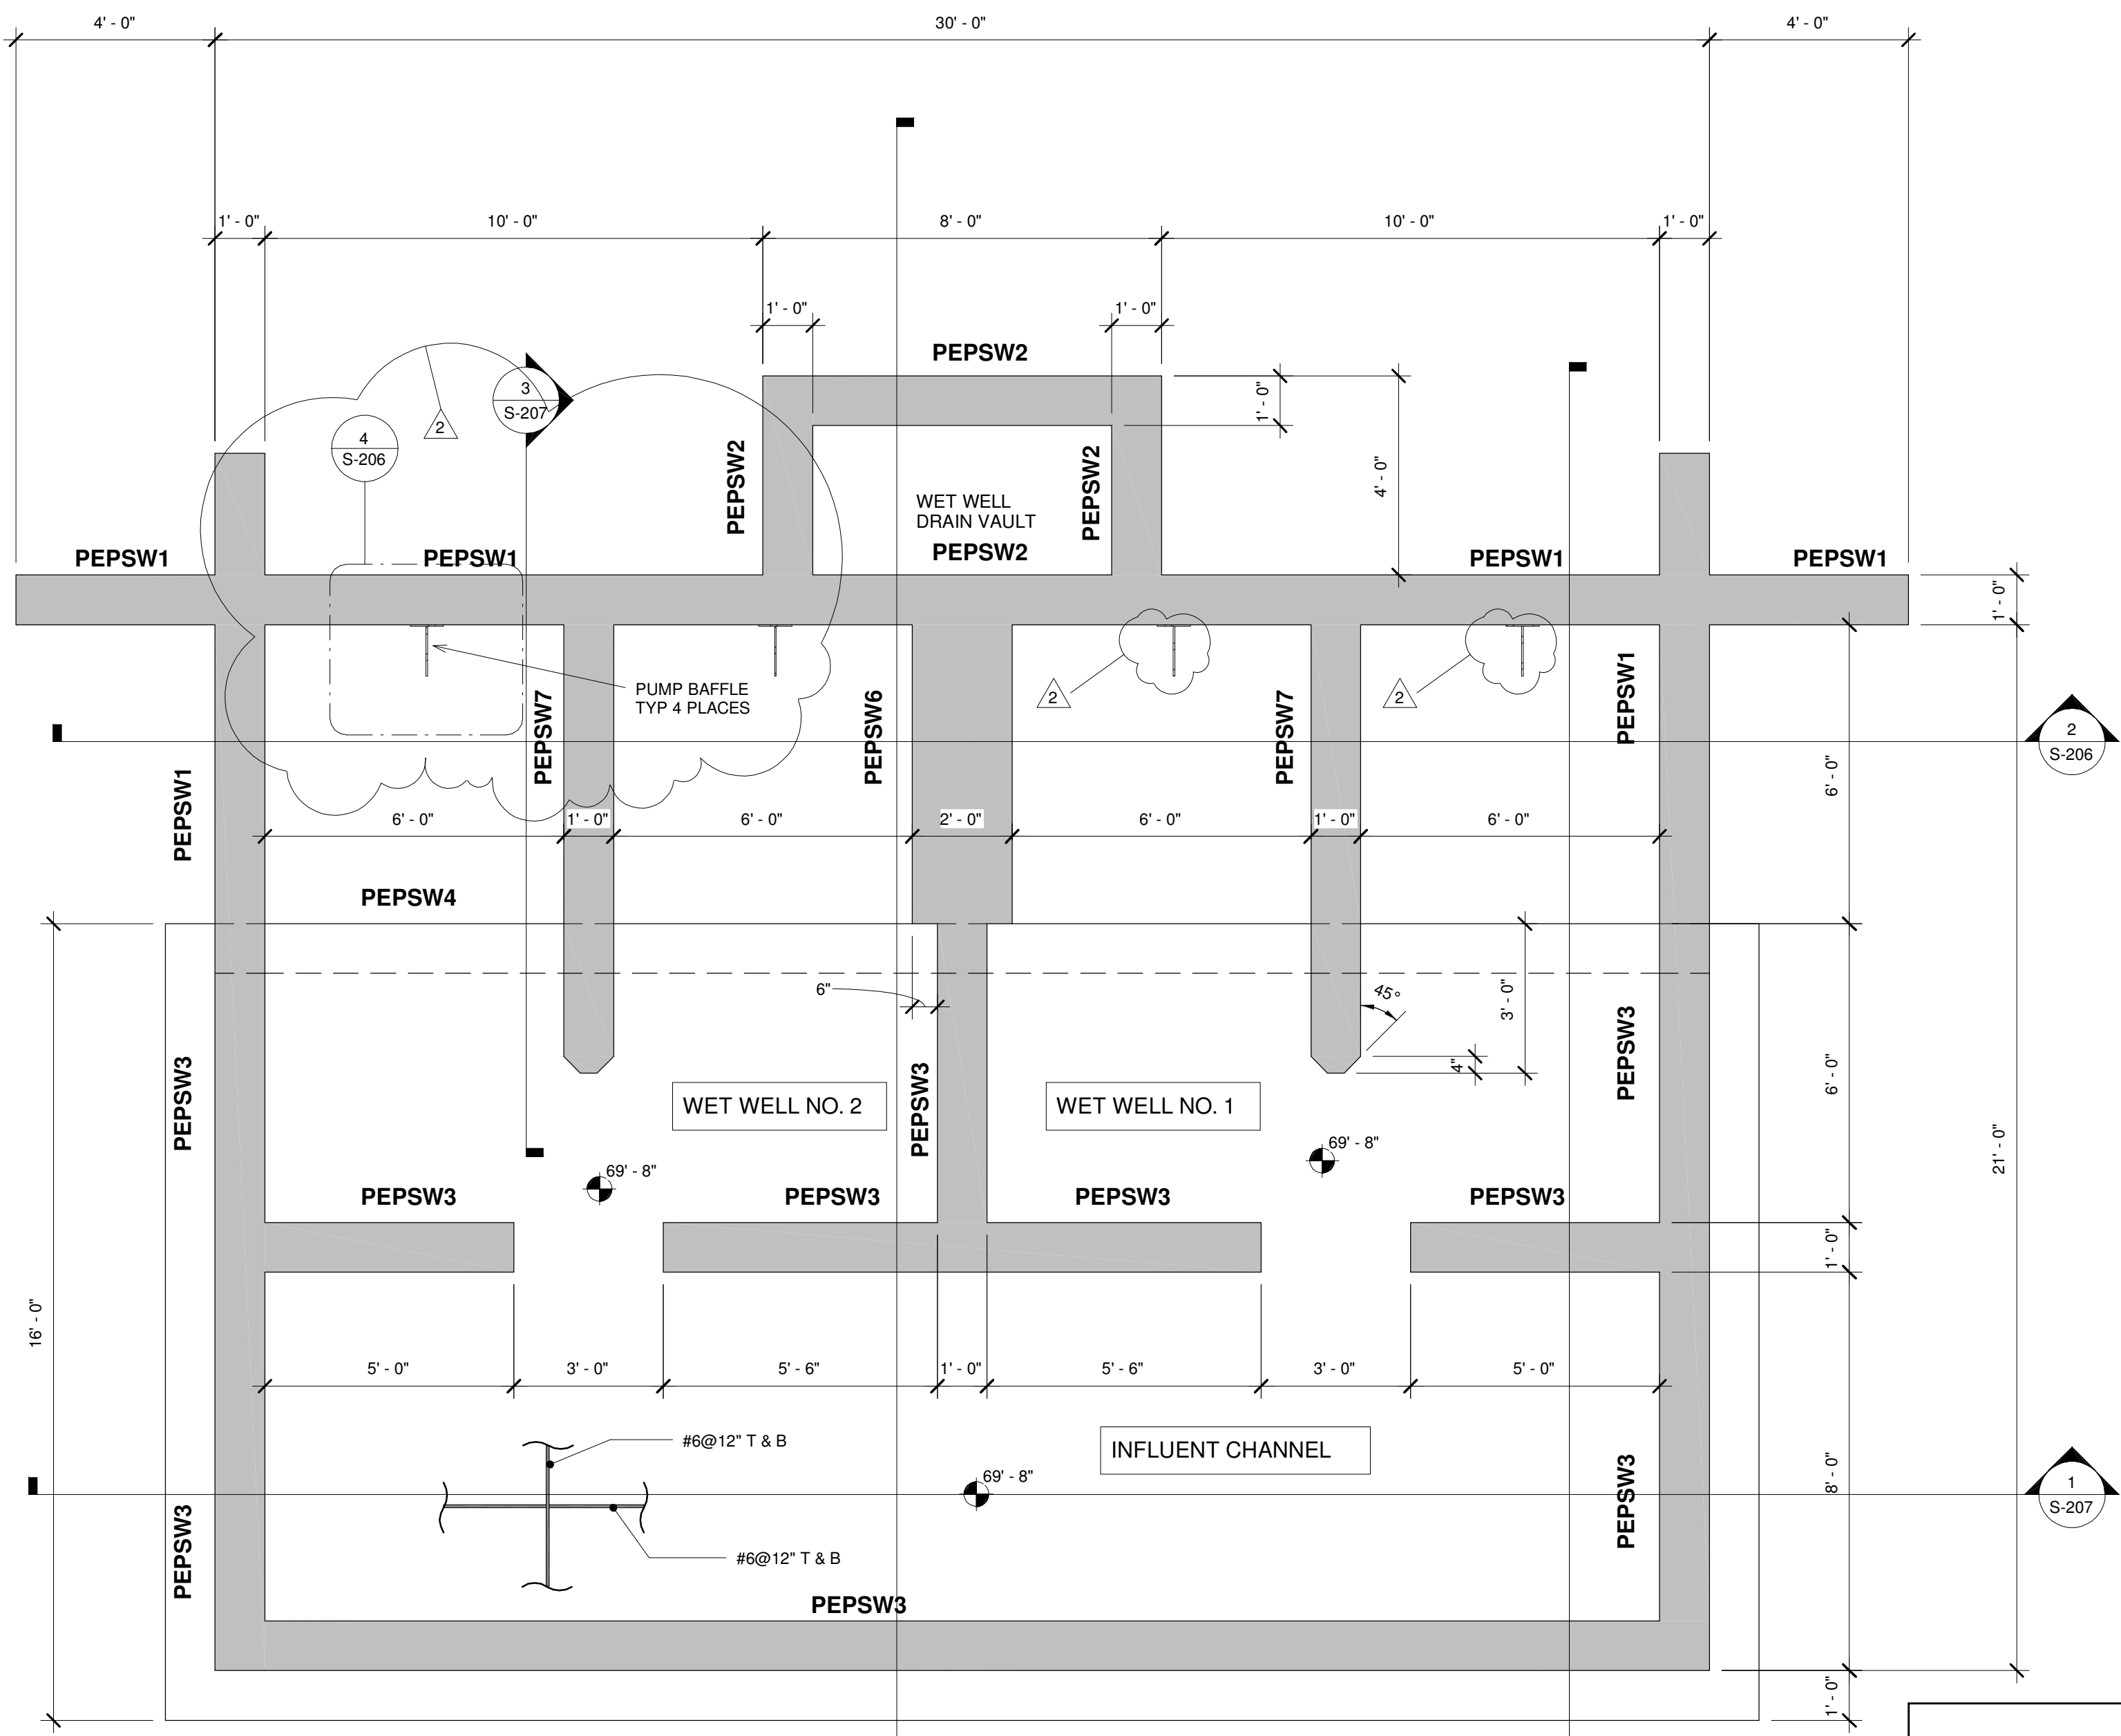 4' - 0"
30' - 0"
4' - 0"
1' - 0"
10' - 0"
8' - 0"
10' - 0"
1' - 0"
1' - 0"
1' - 0"
PEPSW2
3
S-207
2
4
S-206
1' - 0"
4' - 0"
PEPSW2
PEPSW2
WET WELL
DRAIN VAULT
PEPSW1
PEPSW1
PEPSW2
PEPSW1
PEPSW1
1' - 0"
PUMP BAFFLE
TYP 4 PLACES
2
2
PEPSW7
PEPSW6
PEPSW7
PEPSW1
2
S-206
PEPSW1
6' - 0"
6' - 0"
1' - 0"
6' - 0"
2' - 0"
6' - 0"
1' - 0"
6' - 0"
PEPSW4
6"
45°
3' - 0"
4"
PEPSW3
PEPSW3
PEPSW3
6' - 0"
WET WELL NO. 2
WET WELL NO. 1
21' - 0"
69' - 8"
69' - 8"
PEPSW3
PEPSW3
PEPSW3
PEPSW3
1' - 0"
16' - 0"
5' - 0"
3' - 0"
5' - 6"
1' - 0"
5' - 6"
3' - 0"
5' - 0"
#6@12" T & B
INFLUENT CHANNEL
69' - 8"
8' - 0"
1
S-207
PEPSW3
PEPSW3
#6@12" T & B
PEPSW3
1' - 0"